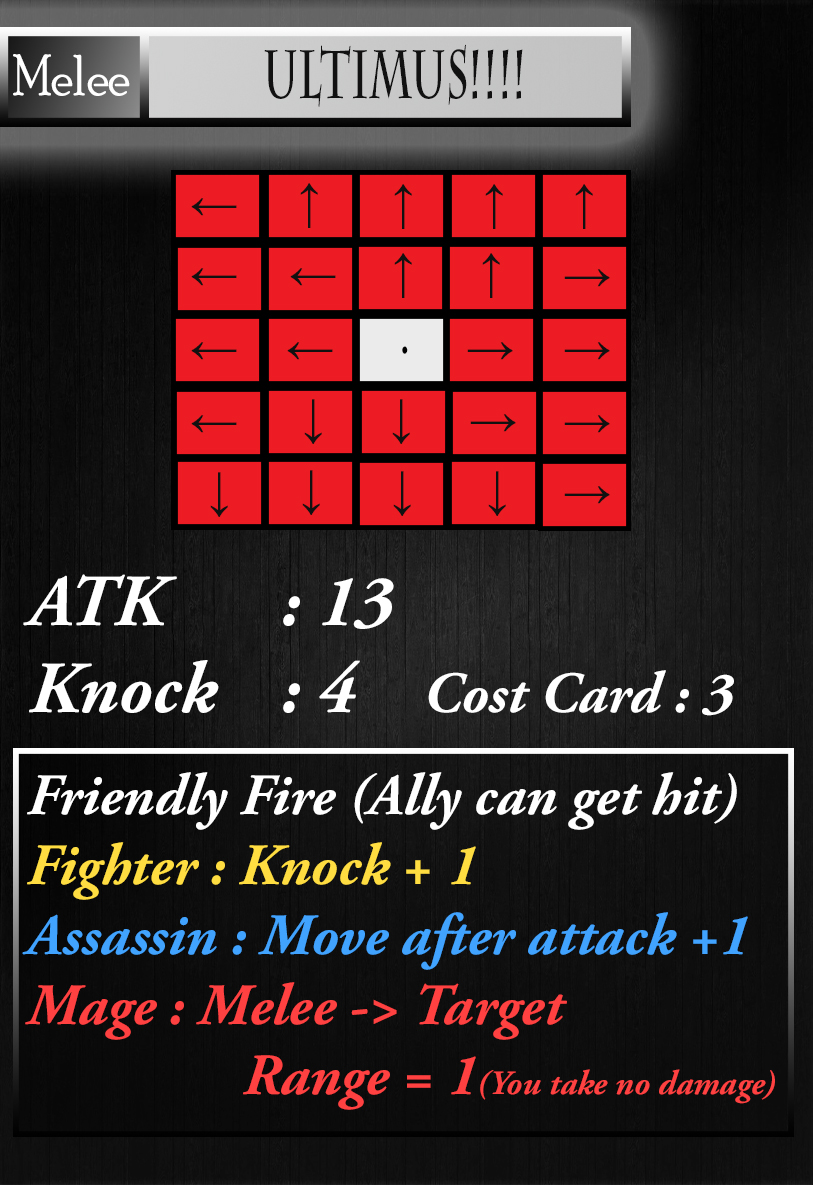 Melee ULTIMUS!!!!
← ↑ ↑ ↑ ↑
← ← ↑ ↑ →
← ← · → →
← ↓ ↓ → →
↓ ↓ ↓ ↓ →
ATK : 13
Knock : 4 Cost Card : 3
Friendly Fire (Ally can get hit)
Fighter : Knock + 1
Assassin : Move after attack +1
Mage : Melee -> Target
Range = 1 (You take no damage)